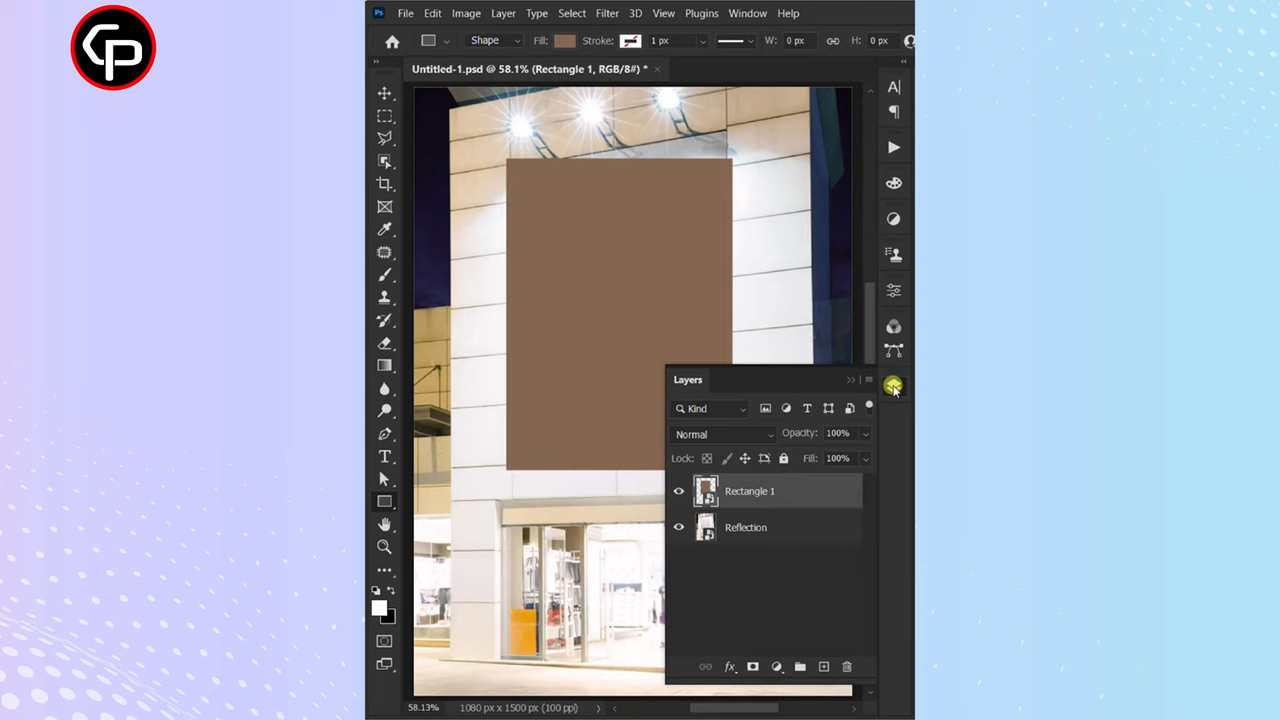 CP
Ps File Edit Image Layer Type Select Filter 3D View Plugins Window Help
Shape Fill: Stroke: 1 px W: 0 px H: 0 px
Untitled-1.psd @ 58.1% (Rectangle 1, RGB/8#) * ×
A|
Layers
Kind
Normal Opacity: 100%
Lock: Fill: 100%
Rectangle 1
Reflection
fx
58.13% 1080 px x 1500 px (100 ppi)